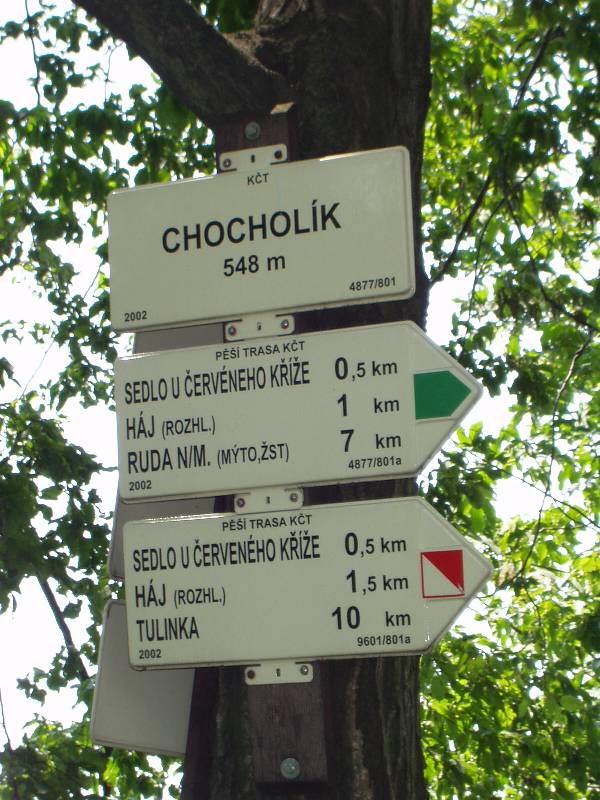 KČT
CHOCHOLÍK
548 m
2002 4877/801
PĚŠÍ TRASA KČT
SEDLO U ČERVÉNEHO KŘÍŽE 0,5 km
HÁJ (ROZHL.) 1 km
RUDA N/M. (MÝTO,ŽST) 7 km
2002 4877/801a
PĚŠÍ TRASA KČT
SEDLO U ČERVENÉHO KŘÍŽE 0,5 km
HÁJ (ROZHL.) 1,5 km
TULINKA 10 km
2002 9601/801a